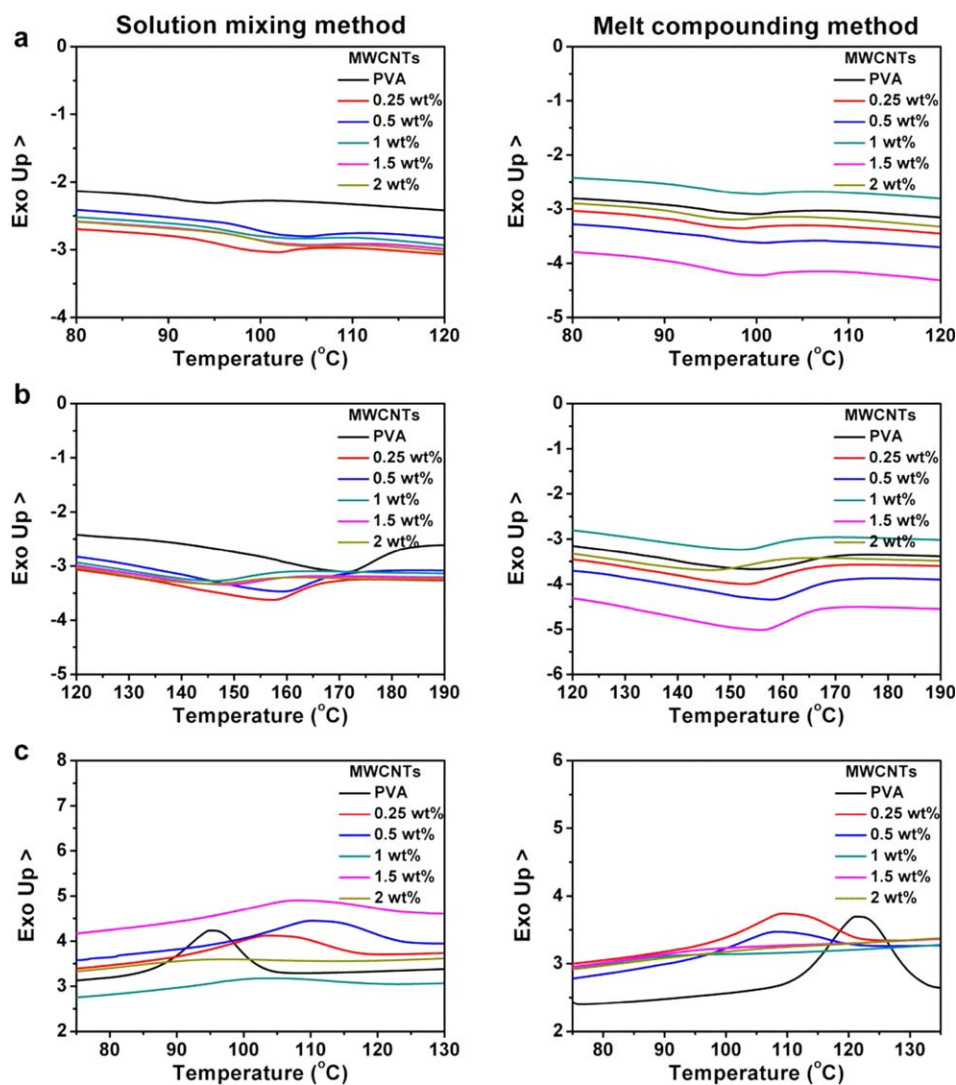 Solution mixing method
Melt compounding method
a
0
-1
-2
-3
-4
80
90
100
110
120
Exo Up >
Temperature (°C)
MWCNTs
PVA
0.25 wt%
0.5 wt%
1 wt%
1.5 wt%
2 wt%
0
-1
-2
-3
-4
-5
80
90
100
110
120
Exo Up >
Temperature (°C)
MWCNTs
PVA
0.25 wt%
0.5 wt%
1 wt%
1.5 wt%
2 wt%
b
0
-1
-2
-3
-4
-5
120
130
140
150
160
170
180
190
Exo Up >
Temperature (°C)
MWCNTs
PVA
0.25 wt%
0.5 wt%
1 wt%
1.5 wt%
2 wt%
0
-1
-2
-3
-4
-5
-6
120
130
140
150
160
170
180
190
Exo Up >
Temperature (°C)
MWCNTs
PVA
0.25 wt%
0.5 wt%
1 wt%
1.5 wt%
2 wt%
c
8
7
6
5
4
3
2
80
90
100
110
120
130
Exo Up >
Temperature (°C)
MWCNTs
PVA
0.25 wt%
0.5 wt%
1 wt%
1.5 wt%
2 wt%
6
5
4
3
2
80
90
100
110
120
130
Exo Up >
Temperature (°C)
MWCNTs
PVA
0.25 wt%
0.5 wt%
1 wt%
1.5 wt%
2 wt%